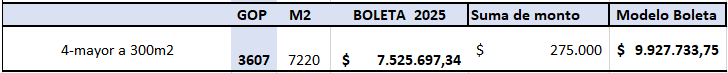 GOP M2 BOLETA 2025 Suma de monto Modelo Boleta
4-mayor a 300m2 3607 7220 $ 7.525.697,34 $ 275.000 $ 9.927.733,75